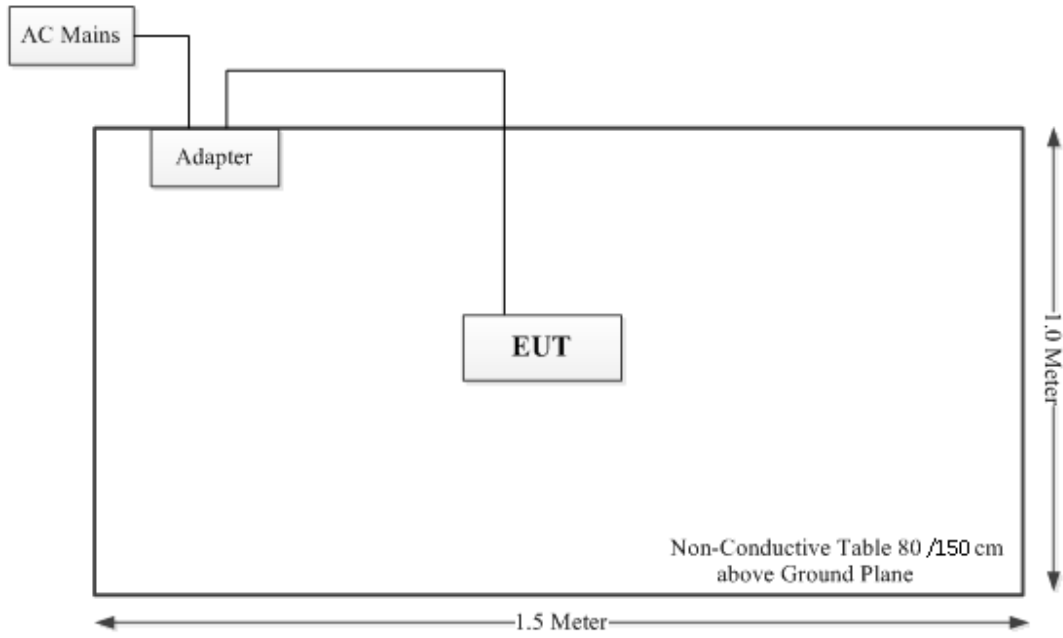 AC Mains
Adapter
EUT
1.0 Meter
Non-Conductive Table 80 /150 cm
above Ground Plane
1.5 Meter